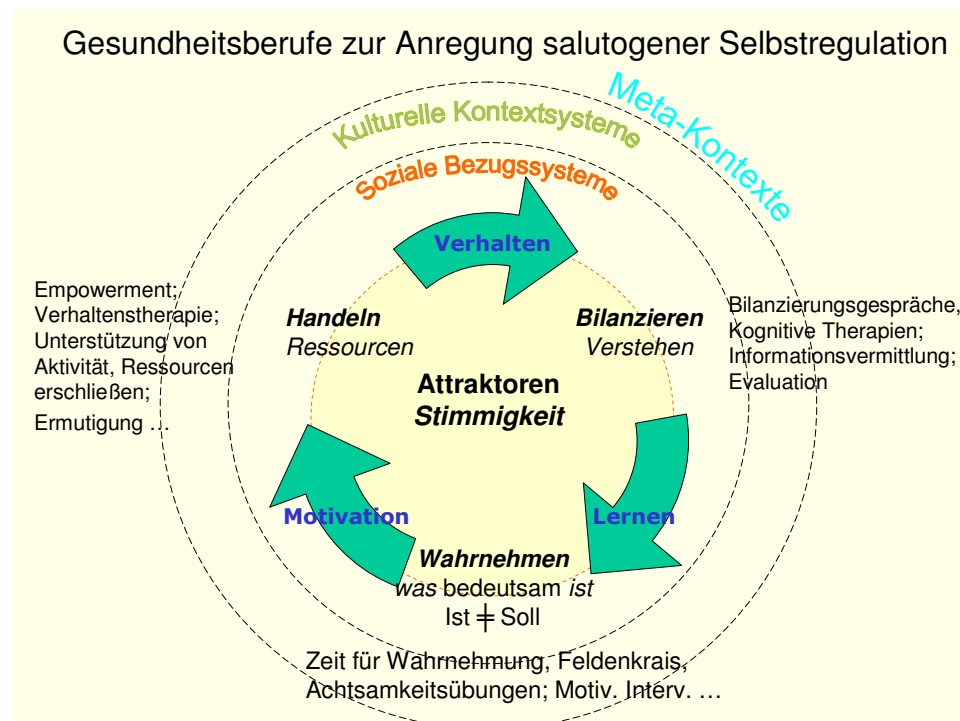 Gesundheitsberufe zur Anregung salutogener Selbstregulation
Meta-Kontexte
Kulturelle Kontextsysteme
Soziale Bezugssysteme
Verhalten
Empowerment;
Verhaltenstherapie;
Unterstützung von
Aktivität, Ressourcen
erschließen;
Ermutigung …
Handeln
Ressourcen
Bilanzieren
Verstehen
Bilanzierungsgespräche,
Kognitive Therapien;
Informationsvermittlung;
Evaluation
Attraktoren
Stimmigkeit
Motivation
Lernen
Wahrnehmen
was bedeutsam ist
Ist ╪ Soll
Zeit für Wahrnehmung, Feldenkrais,
Achtsamkeitsübungen; Motiv. Interv. …